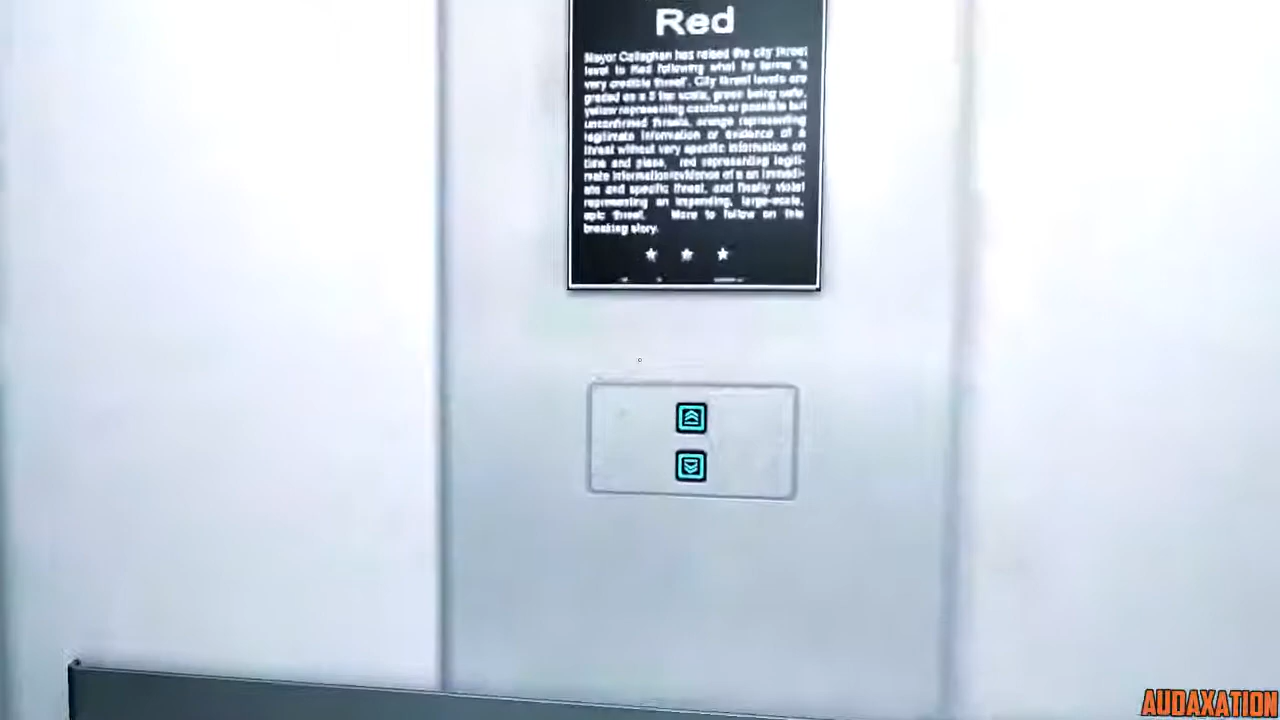 Red
Mayor Callaghan has raised the city threat
level to Red following what he terms "a
very credible threat". City threat levels are
graded on a 5 tier scale, green being safe,
yellow representing caution or possible but
unconfirmed threats, orange representing
legitimate information or evidence of a
threat without very specific information on
time and place, red representing legiti-
mate information/evidence of a an immedi-
ate and specific threat, and finally violet
representing an impending, large-scale,
epic threat. More to follow on this
breaking story.
AUDAXATION